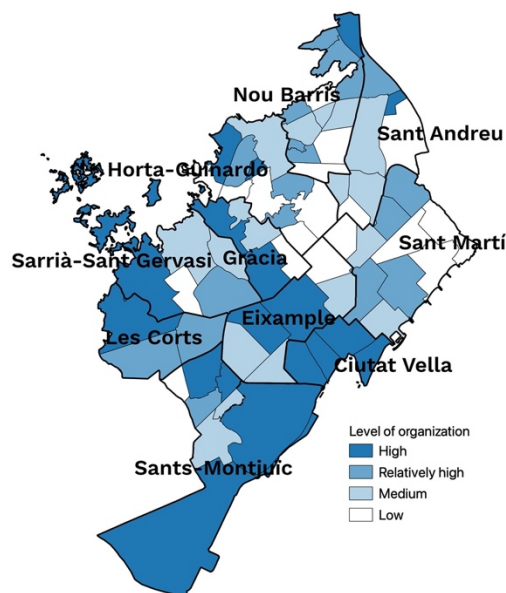 Nou Barris
Sant Andreu
Horta-Guinardó
Sant Martí
Sarrià-Sant Gervasi
Gràcia
Eixample
Les Corts
Ciutat Vella
Level of organization
High
Relatively high
Medium
Low
Sants-Montjuïc